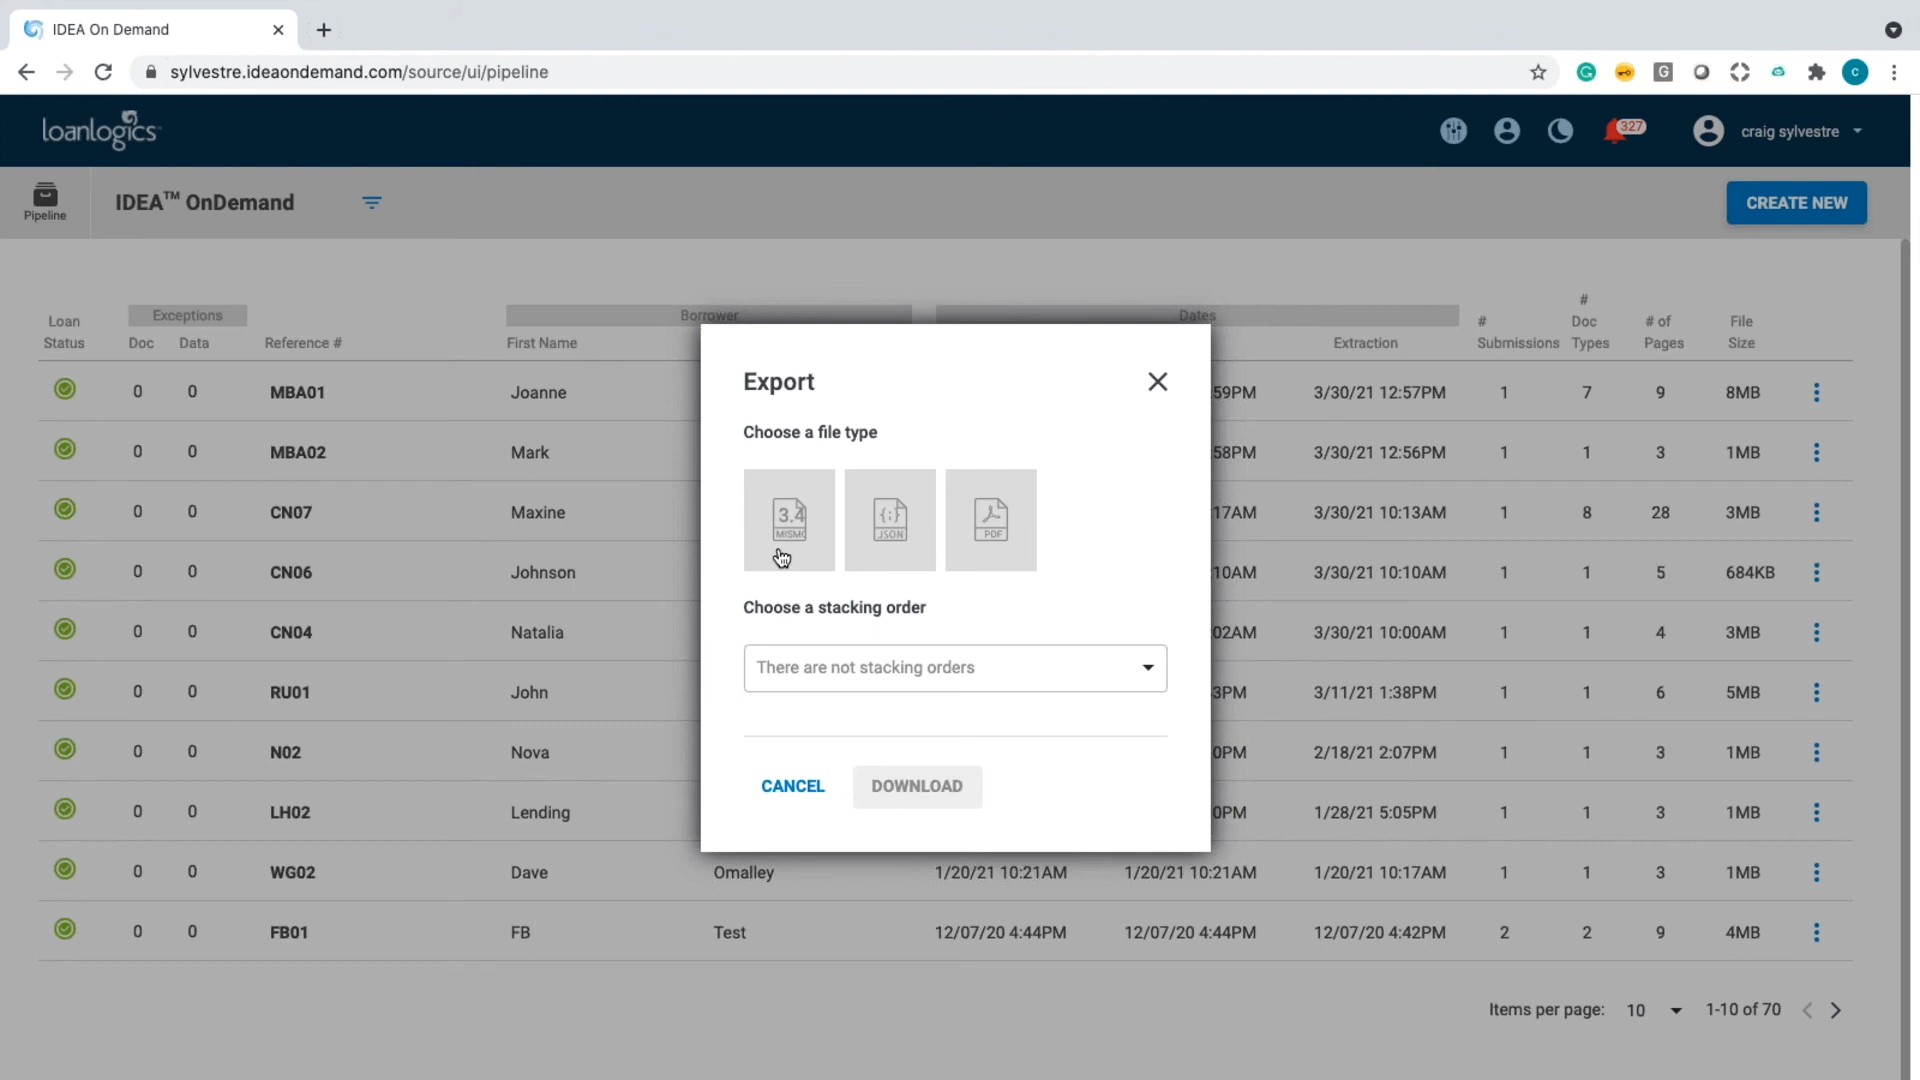 IDEA On Demand
sylvestre.ideaondemand.com/source/ui/pipeline
G
C
loanlogics
327
craig sylvestre
Pipeline
IDEA™ OnDemand
CREATE NEW
Loan Status
Exceptions
Doc Data
Reference #
Borrower
First Name
Dates
Extraction
# Submissions
# Doc Types
# of Pages
File Size
0 0 MBA01 Joanne :59PM 3/30/21 12:57PM 1 7 9 8MB
0 0 MBA02 Mark :58PM 3/30/21 12:56PM 1 1 3 1MB
0 0 CN07 Maxine :17AM 3/30/21 10:13AM 1 8 28 3MB
0 0 CN06 Johnson :10AM 3/30/21 10:10AM 1 1 5 684KB
0 0 CN04 Natalia :02AM 3/30/21 10:00AM 1 1 4 3MB
0 0 RU01 John 3PM 3/11/21 1:38PM 1 1 6 5MB
0 0 N02 Nova 0PM 2/18/21 2:07PM 1 1 3 1MB
0 0 LH02 Lending 0PM 1/28/21 5:05PM 1 1 3 1MB
0 0 WG02 Dave Omalley 1/20/21 10:21AM 1/20/21 10:21AM 1/20/21 10:17AM 1 1 3 1MB
0 0 FB01 FB Test 12/07/20 4:44PM 12/07/20 4:44PM 12/07/20 4:42PM 2 2 9 4MB
Export
Choose a file type
3.4 MISMO
{;} JSON
PDF
Choose a stacking order
There are not stacking orders
CANCEL DOWNLOAD
Items per page: 10 1-10 of 70